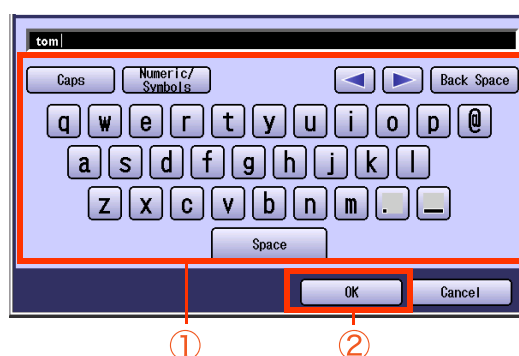 tom
Caps Numeric/ Back Space
Symbols
q w e r t y u i o p @
a s d f g h j k l
z x c v b n m . _
Space
OK Cancel
① ②